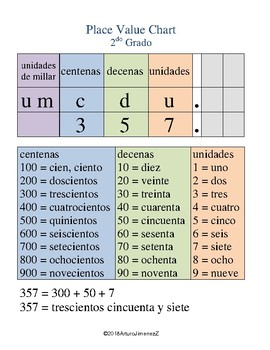 Place Value Chart
2do Grado
unidades de millar centenas decenas unidades
u m c d u .
3 5 7 .
centenas decenas unidades
100 = cien, ciento 10 = diez 1 = uno
200 = doscientos 20 = veinte 2 = dos
300 = trescientos 30 = treinta 3 = tres
400 = cuatrocientos 40 = cuarenta 4 = cuatro
500 = quinientos 50 = cincuenta 5 = cinco
600 = seiscientos 60 = sesenta 6 = seis
700 = setecientos 70 = setenta 7 = siete
800 = ochocientos 80 = ochenta 8 = ocho
900 = novecientos 90 = noventa 9 = nueve
357 = 300 + 50 + 7
357 = trescientos cincuenta y siete
©2018ArturoJimenezZ